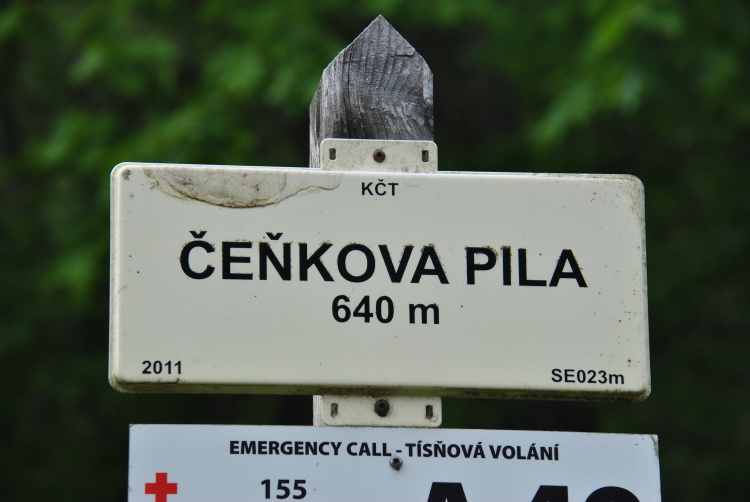 KČT
ČEŇKOVA PILA
640 m
2011
SE023m
EMERGENCY CALL - TÍSŇOVÁ VOLÁNÍ
155